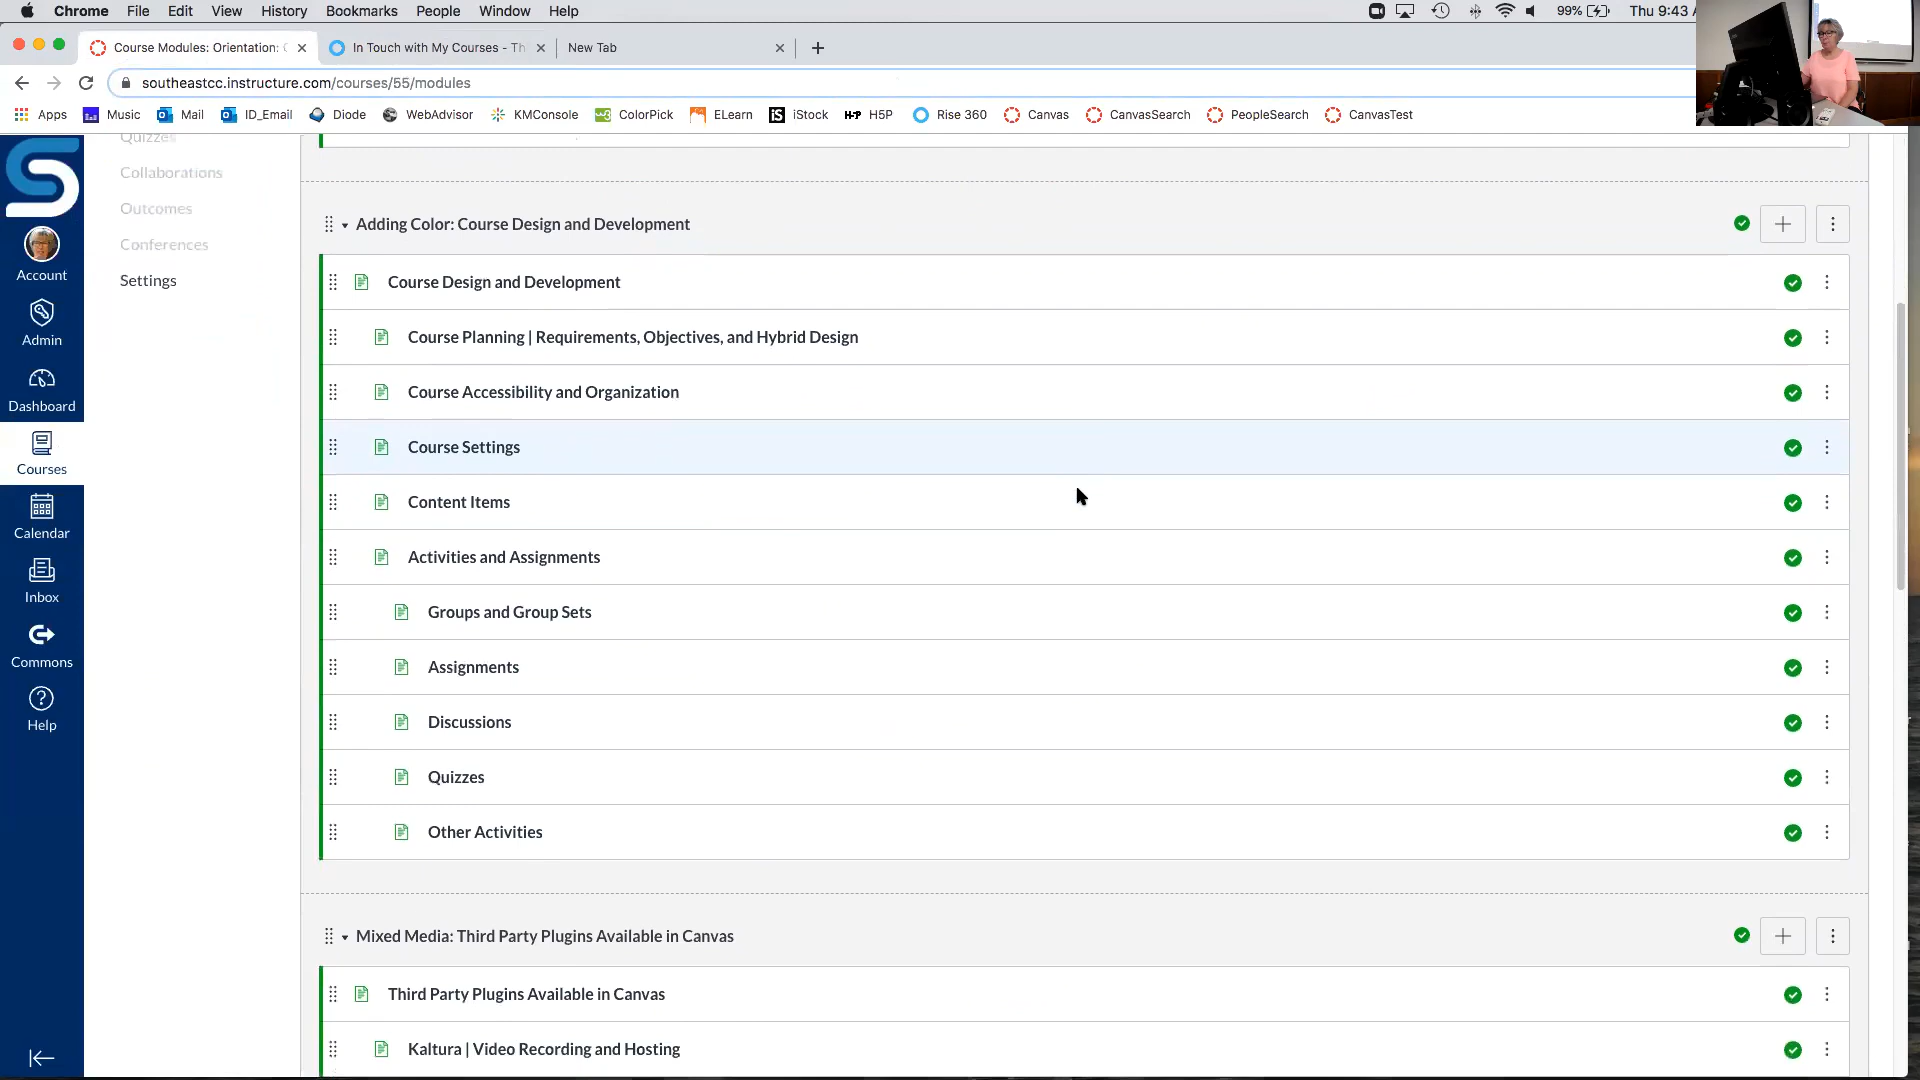 Chrome File Edit View History Bookmarks People Window Help 99% Thu 9:43
Course Modules: Orientation: In Touch with My Courses - Th New Tab
southeastcc.instructure.com/courses/55/modules
Apps Music Mail ID_Email Diode WebAdvisor KMConsole ColorPick ELearn iStock H5P Rise 360 Canvas CanvasSearch PeopleSearch CanvasTest
Quizzes
Collaborations
Outcomes
Conferences
Settings
Account
Admin
Dashboard
Courses
Calendar
Inbox
Commons
Help
Adding Color: Course Design and Development
Course Design and Development
Course Planning | Requirements, Objectives, and Hybrid Design
Course Accessibility and Organization
Course Settings
Content Items
Activities and Assignments
Groups and Group Sets
Assignments
Discussions
Quizzes
Other Activities
Mixed Media: Third Party Plugins Available in Canvas
Third Party Plugins Available in Canvas
Kaltura | Video Recording and Hosting